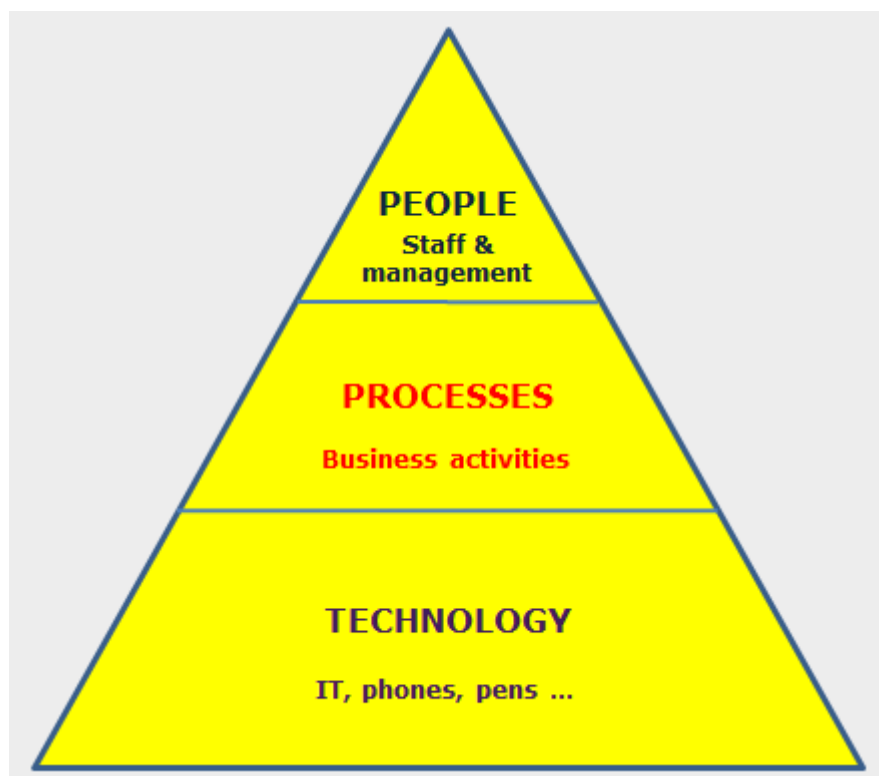 PEOPLE
Staff &
management
PROCESSES
Business activities
TECHNOLOGY
IT, phones, pens ...